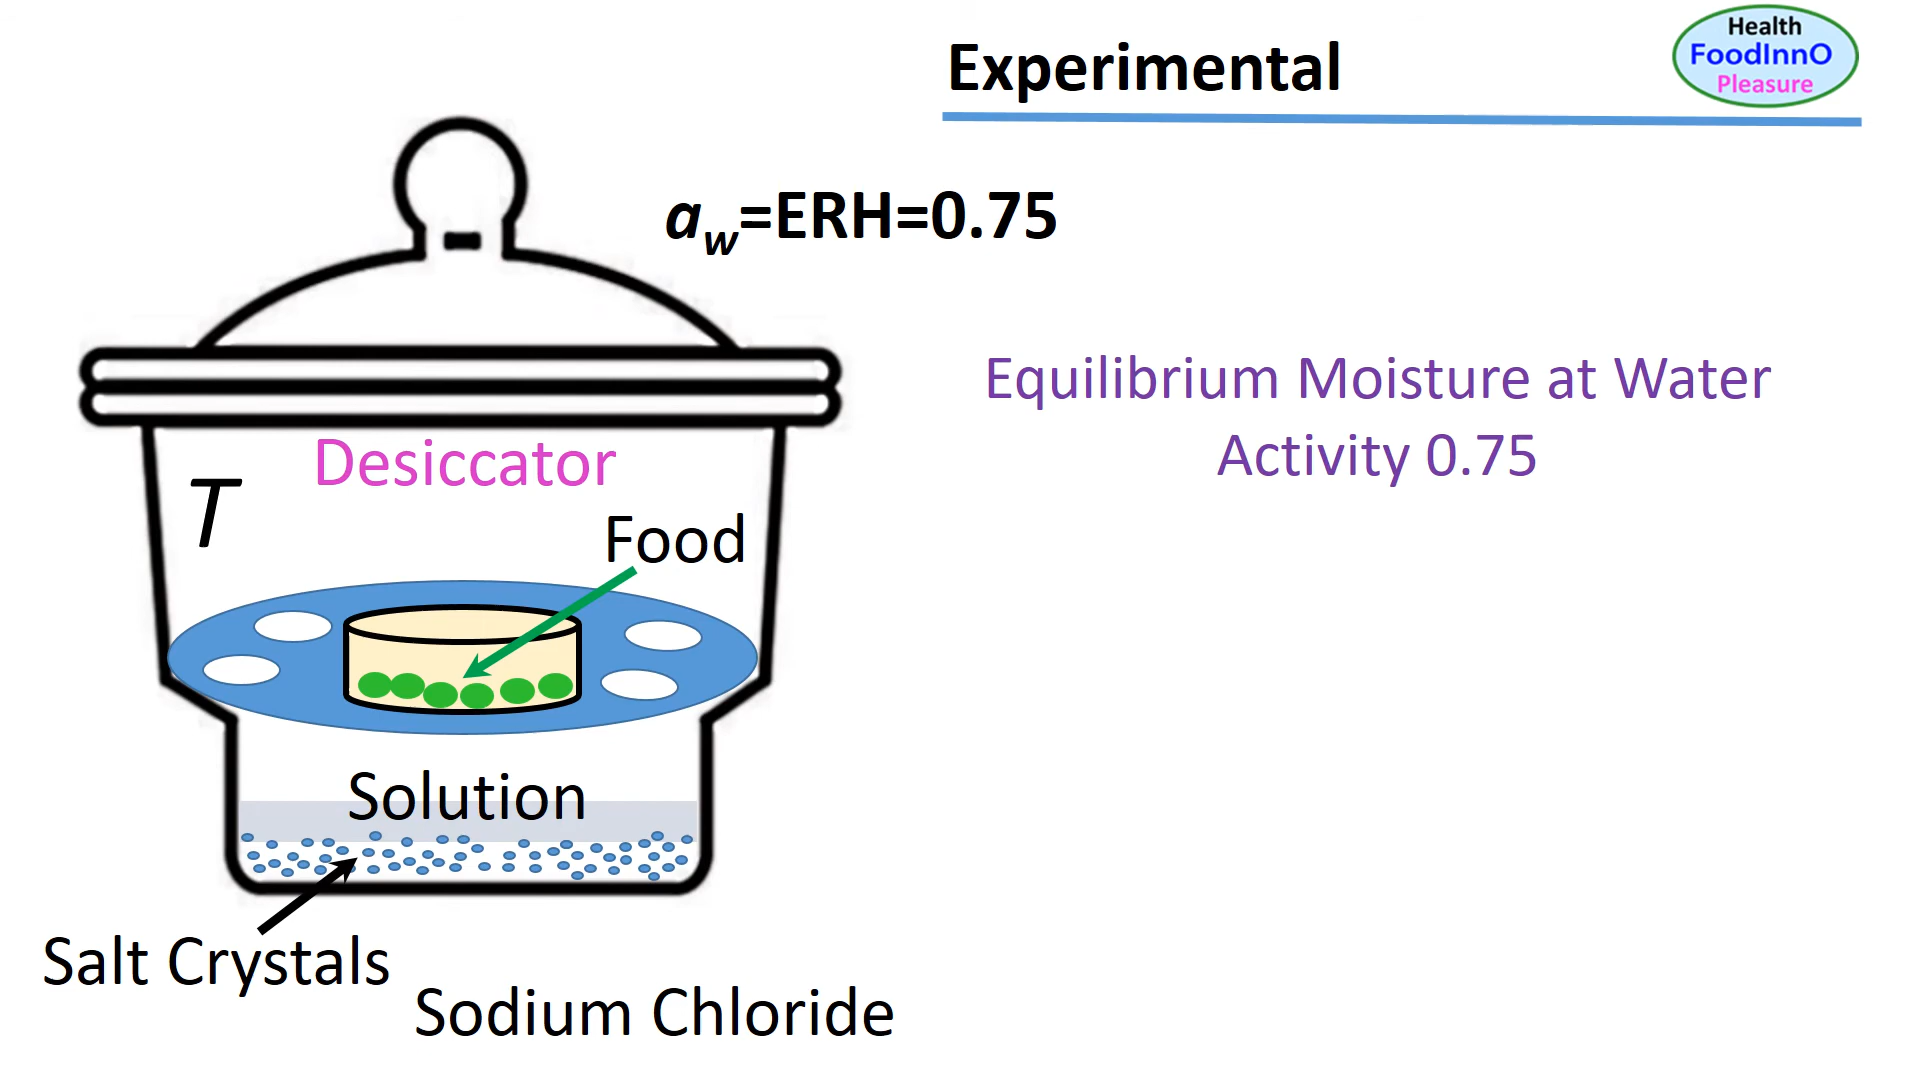 Health
FoodInnO
Pleasure
Experimental
aw=ERH=0.75
Equilibrium Moisture at Water
Activity 0.75
Desiccator
T
Food
Solution
Salt Crystals
Sodium Chloride